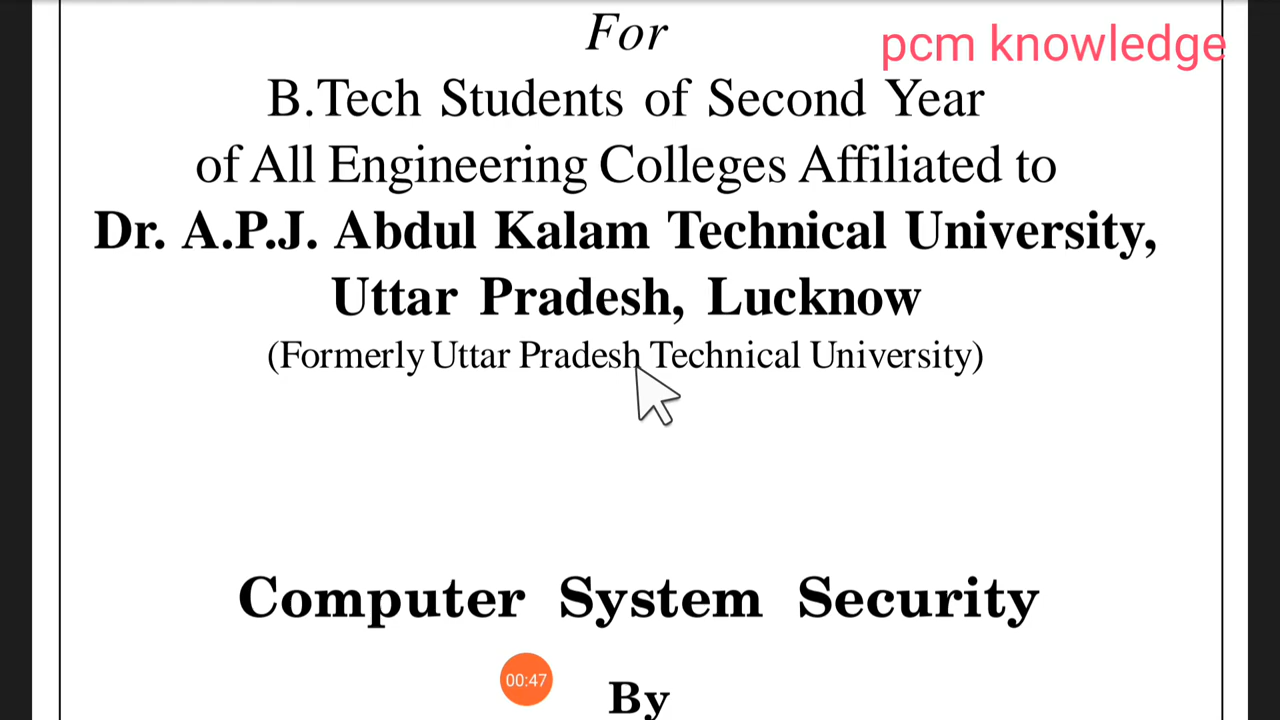 For
pcm knowledge
B.Tech Students of Second Year
of All Engineering Colleges Affiliated to
Dr. A.P.J. Abdul Kalam Technical University,
Uttar Pradesh, Lucknow
(Formerly Uttar Pradesh Technical University)
Computer System Security
00:47
By